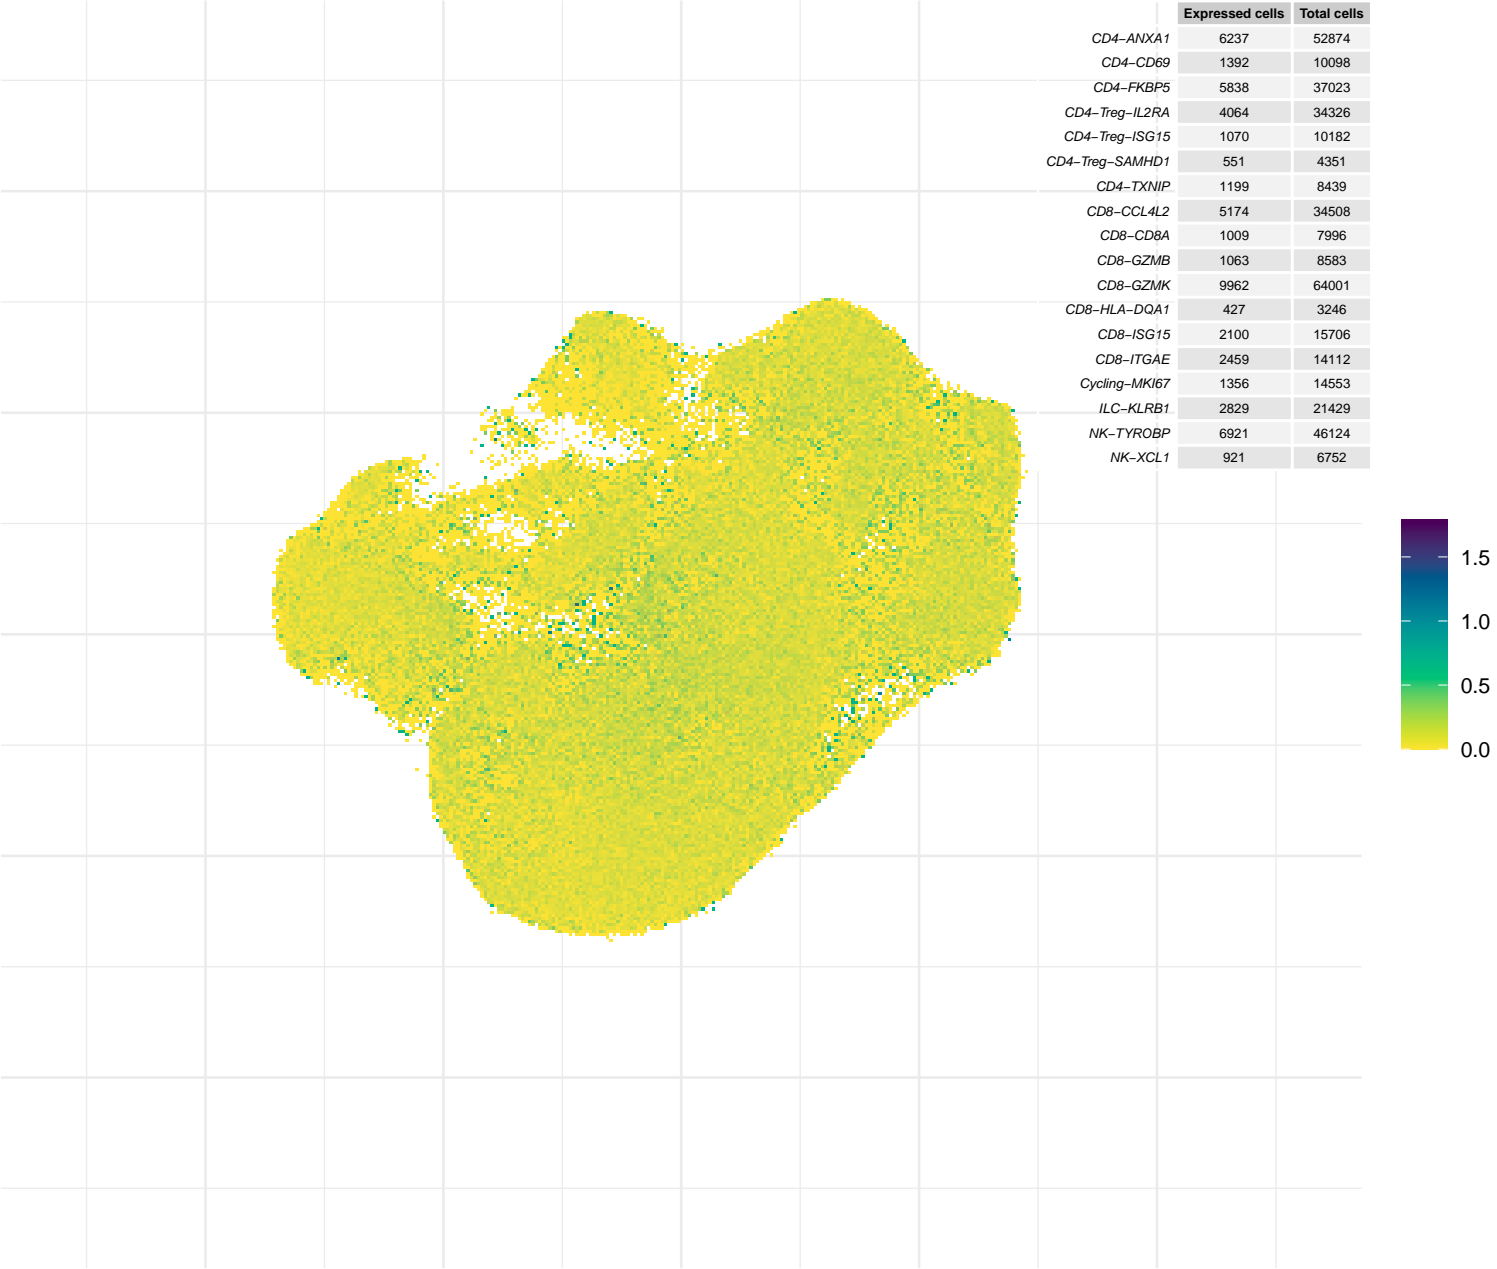 Expressed cells Total cells
CD4−ANXA1 6237 52874
CD4−CD69 1392 10098
CD4−FKBP5 5838 37023
CD4−Treg−IL2RA 4064 34326
CD4−Treg−ISG15 1070 10182
CD4−Treg−SAMHD1 551 4351
CD4−TXNIP 1199 8439
CD8−CCL4L2 5174 34508
CD8−CD8A 1009 7996
CD8−GZMB 1063 8583
CD8−GZMK 9962 64001
CD8−HLA−DQA1 427 3246
CD8−ISG15 2100 15706
CD8−ITGAE 2459 14112
Cycling−MKI67 1356 14553
ILC−KLRB1 2829 21429
NK−TYROBP 6921 46124
NK−XCL1 921 6752
1.5
1.0
0.5
0.0